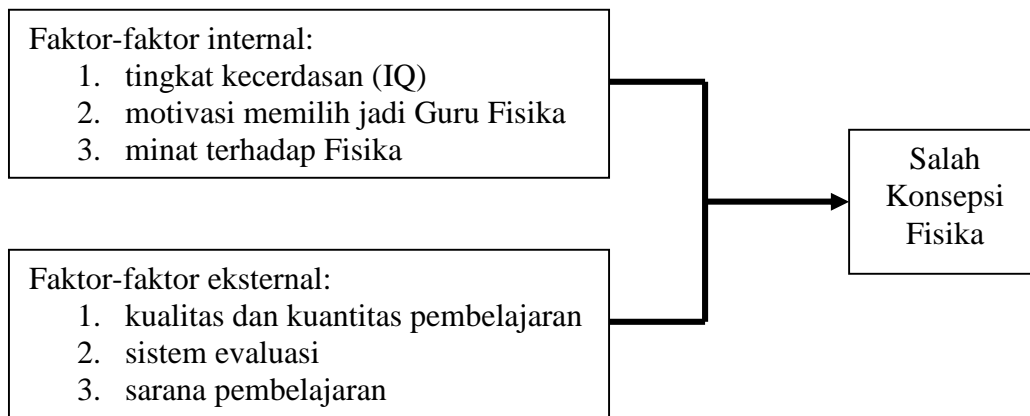 Faktor-faktor internal:
1. tingkat kecerdasan (IQ)
2. motivasi memilih jadi Guru Fisika
3. minat terhadap Fisika
Salah
Konsepsi
Fisika
Faktor-faktor eksternal:
1. kualitas dan kuantitas pembelajaran
2. sistem evaluasi
3. sarana pembelajaran